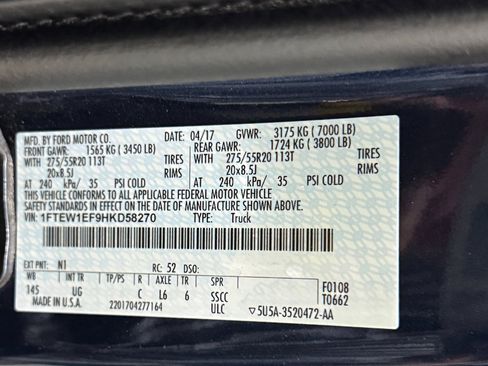 MFD. BY FORD MOTOR CO. DATE: 04/17 GVWR: 3175 KG ( 7000 LB)
FRONT GAWR: 1565 KG ( 3450 LB) REAR GAWR: 1724 KG ( 3800 LB)
WITH 275/55R20 113T TIRES WITH 275/55R20 113T TIRES
20x8.5J RIMS 20x8.5J RIMS
AT 240 kPa/ 35 PSI COLD AT 240 kPa/ 35 PSI COLD
THIS VEHICLE CONFORMS TO ALL APPLICABLE FEDERAL MOTOR VEHICLE
SAFETY STANDARDS IN EFFECT ON THE DATE OF MANUFACTURE SHOWN ABOVE.
VIN: 1FTEW1EF9HKD58270 TYPE: Truck
EXT PNT: N1 RC: 52 DSO:
WB INT TR TP/PS R AXLE TR SPR F0108
145 UG C L6 6 SSCC T0662
MADE IN U.S.A. 2201704277164 ULC 5U5A-3520472-AA